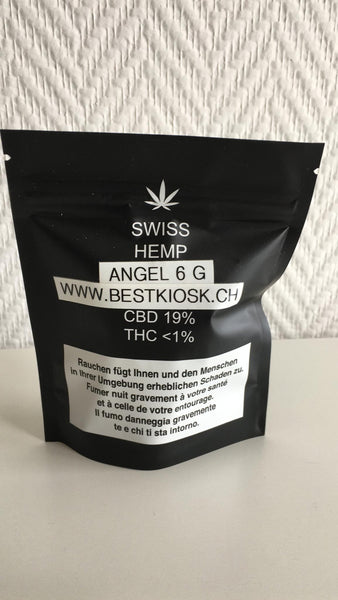 SWISS
HEMP
ANGEL 6 G
WWW.BESTKIOSK.CH
CBD 19%
THC <1%
Rauchen fügt Ihnen und den Menschen
in Ihrer Umgebung erheblichen Schaden zu.
Fumer nuit gravement à votre santé
et à celle de votre entourage.
Il fumo danneggia gravemente
te e chi ti sta intorno.